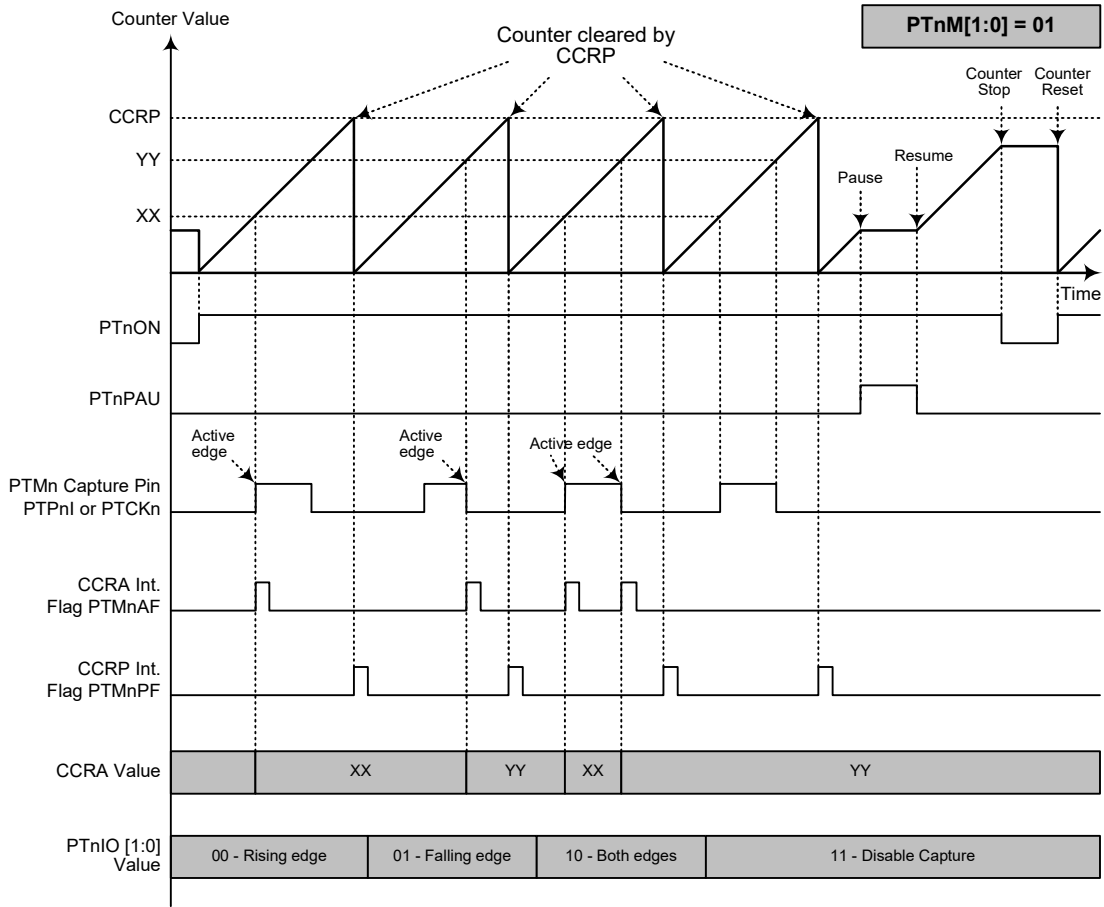 Counter Value
PTnM[1:0] = 01
Counter cleared by
CCRP
Counter
Stop
Counter
Reset
CCRP
YY
XX
Pause
Resume
Time
PTnON
PTnPAU
Active
edge
Active
edge
Active edge
PTMn Capture Pin
PTPnI or PTCKn
CCRA Int.
Flag PTMnAF
CCRP Int.
Flag PTMnPF
CCRA Value
XX
YY
XX
YY
PTnIO [1:0]
Value
00 - Rising edge
01 - Falling edge
10 - Both edges
11 - Disable Capture